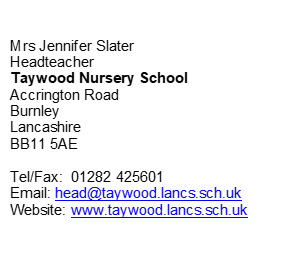 Mrs Jennifer Slater
Headteacher
Taywood Nursery School
Accrington Road
Burnley
Lancashire
BB11 5AE
Tel/Fax: 01282 425601
Email: head@taywood.lancs.sch.uk
Website: www.taywood.lancs.sch.uk